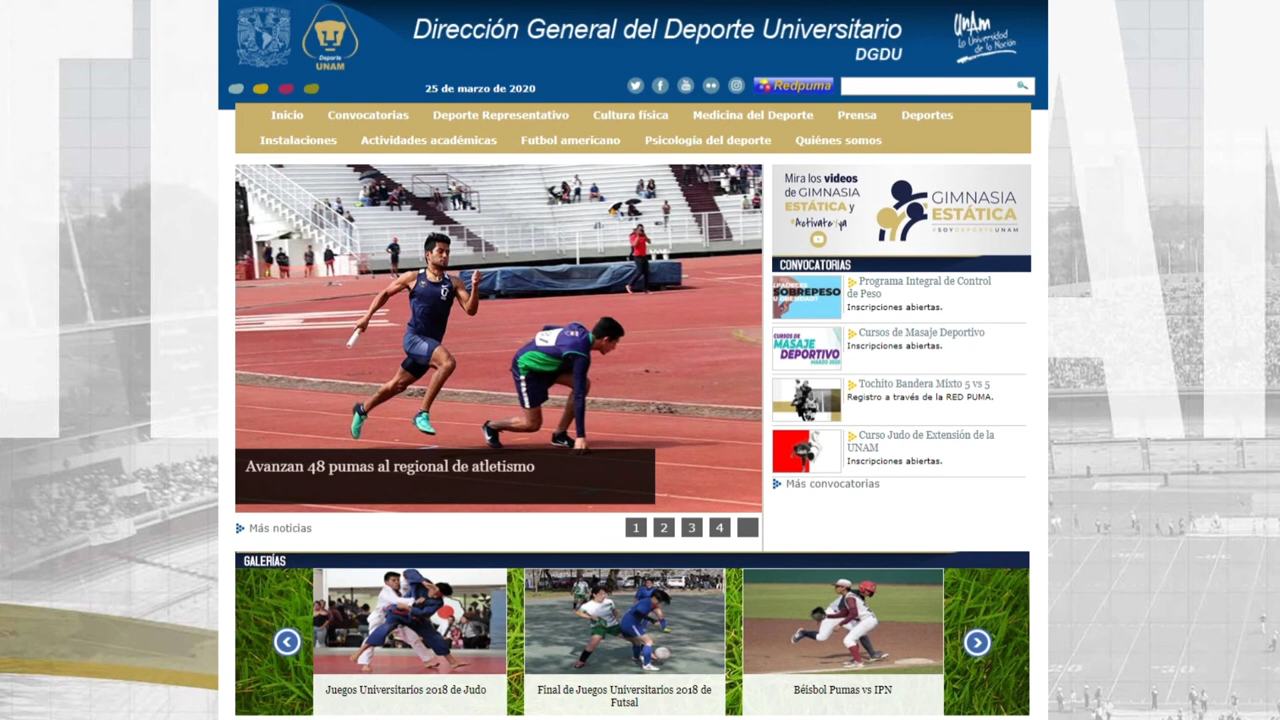 Dirección General del Deporte Universitario
DGDU
Deporte
UNAM
UNAM
La Universidad
de la Nación
25 de marzo de 2020
Redpuma
Inicio Convocatorias Deporte Representativo Cultura física Medicina del Deporte Prensa Deportes
Instalaciones Actividades académicas Futbol americano Psicología del deporte Quiénes somos
Mira los videos
de GIMNASIA
ESTÁTICA y
#ActívateYa
GIMNASIA
ESTÁTICA
#SOYDEPORTEUNAM
CONVOCATORIAS
SOBREPESO
Programa Integral de Control
de Peso
Inscripciones abiertas.
CURSOS DE
MASAJE
DEPORTIVO
MARZO 2020
Cursos de Masaje Deportivo
Inscripciones abiertas.
Tochito Bandera Mixto 5 vs 5
Registro a través de la RED PUMA.
Curso Judo de Extensión de la
UNAM
Inscripciones abiertas.
Más convocatorias
Avanzan 48 pumas al regional de atletismo
Más noticias
1 2 3 4
GALERÍAS
Juegos Universitarios 2018 de Judo
Final de Juegos Universitarios 2018 de
Futsal
Béisbol Pumas vs IPN